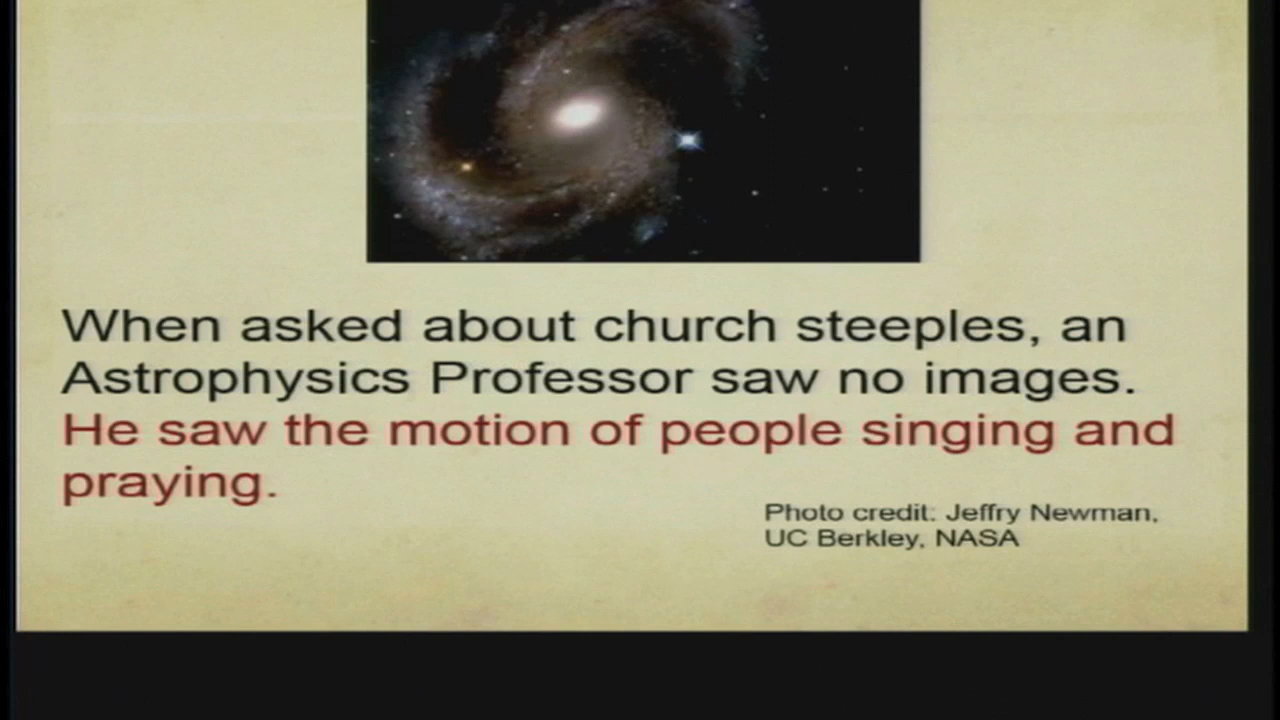 When asked about church steeples, an
Astrophysics Professor saw no images.
He saw the motion of people singing and
praying.
Photo credit: Jeffry Newman,
UC Berkley, NASA